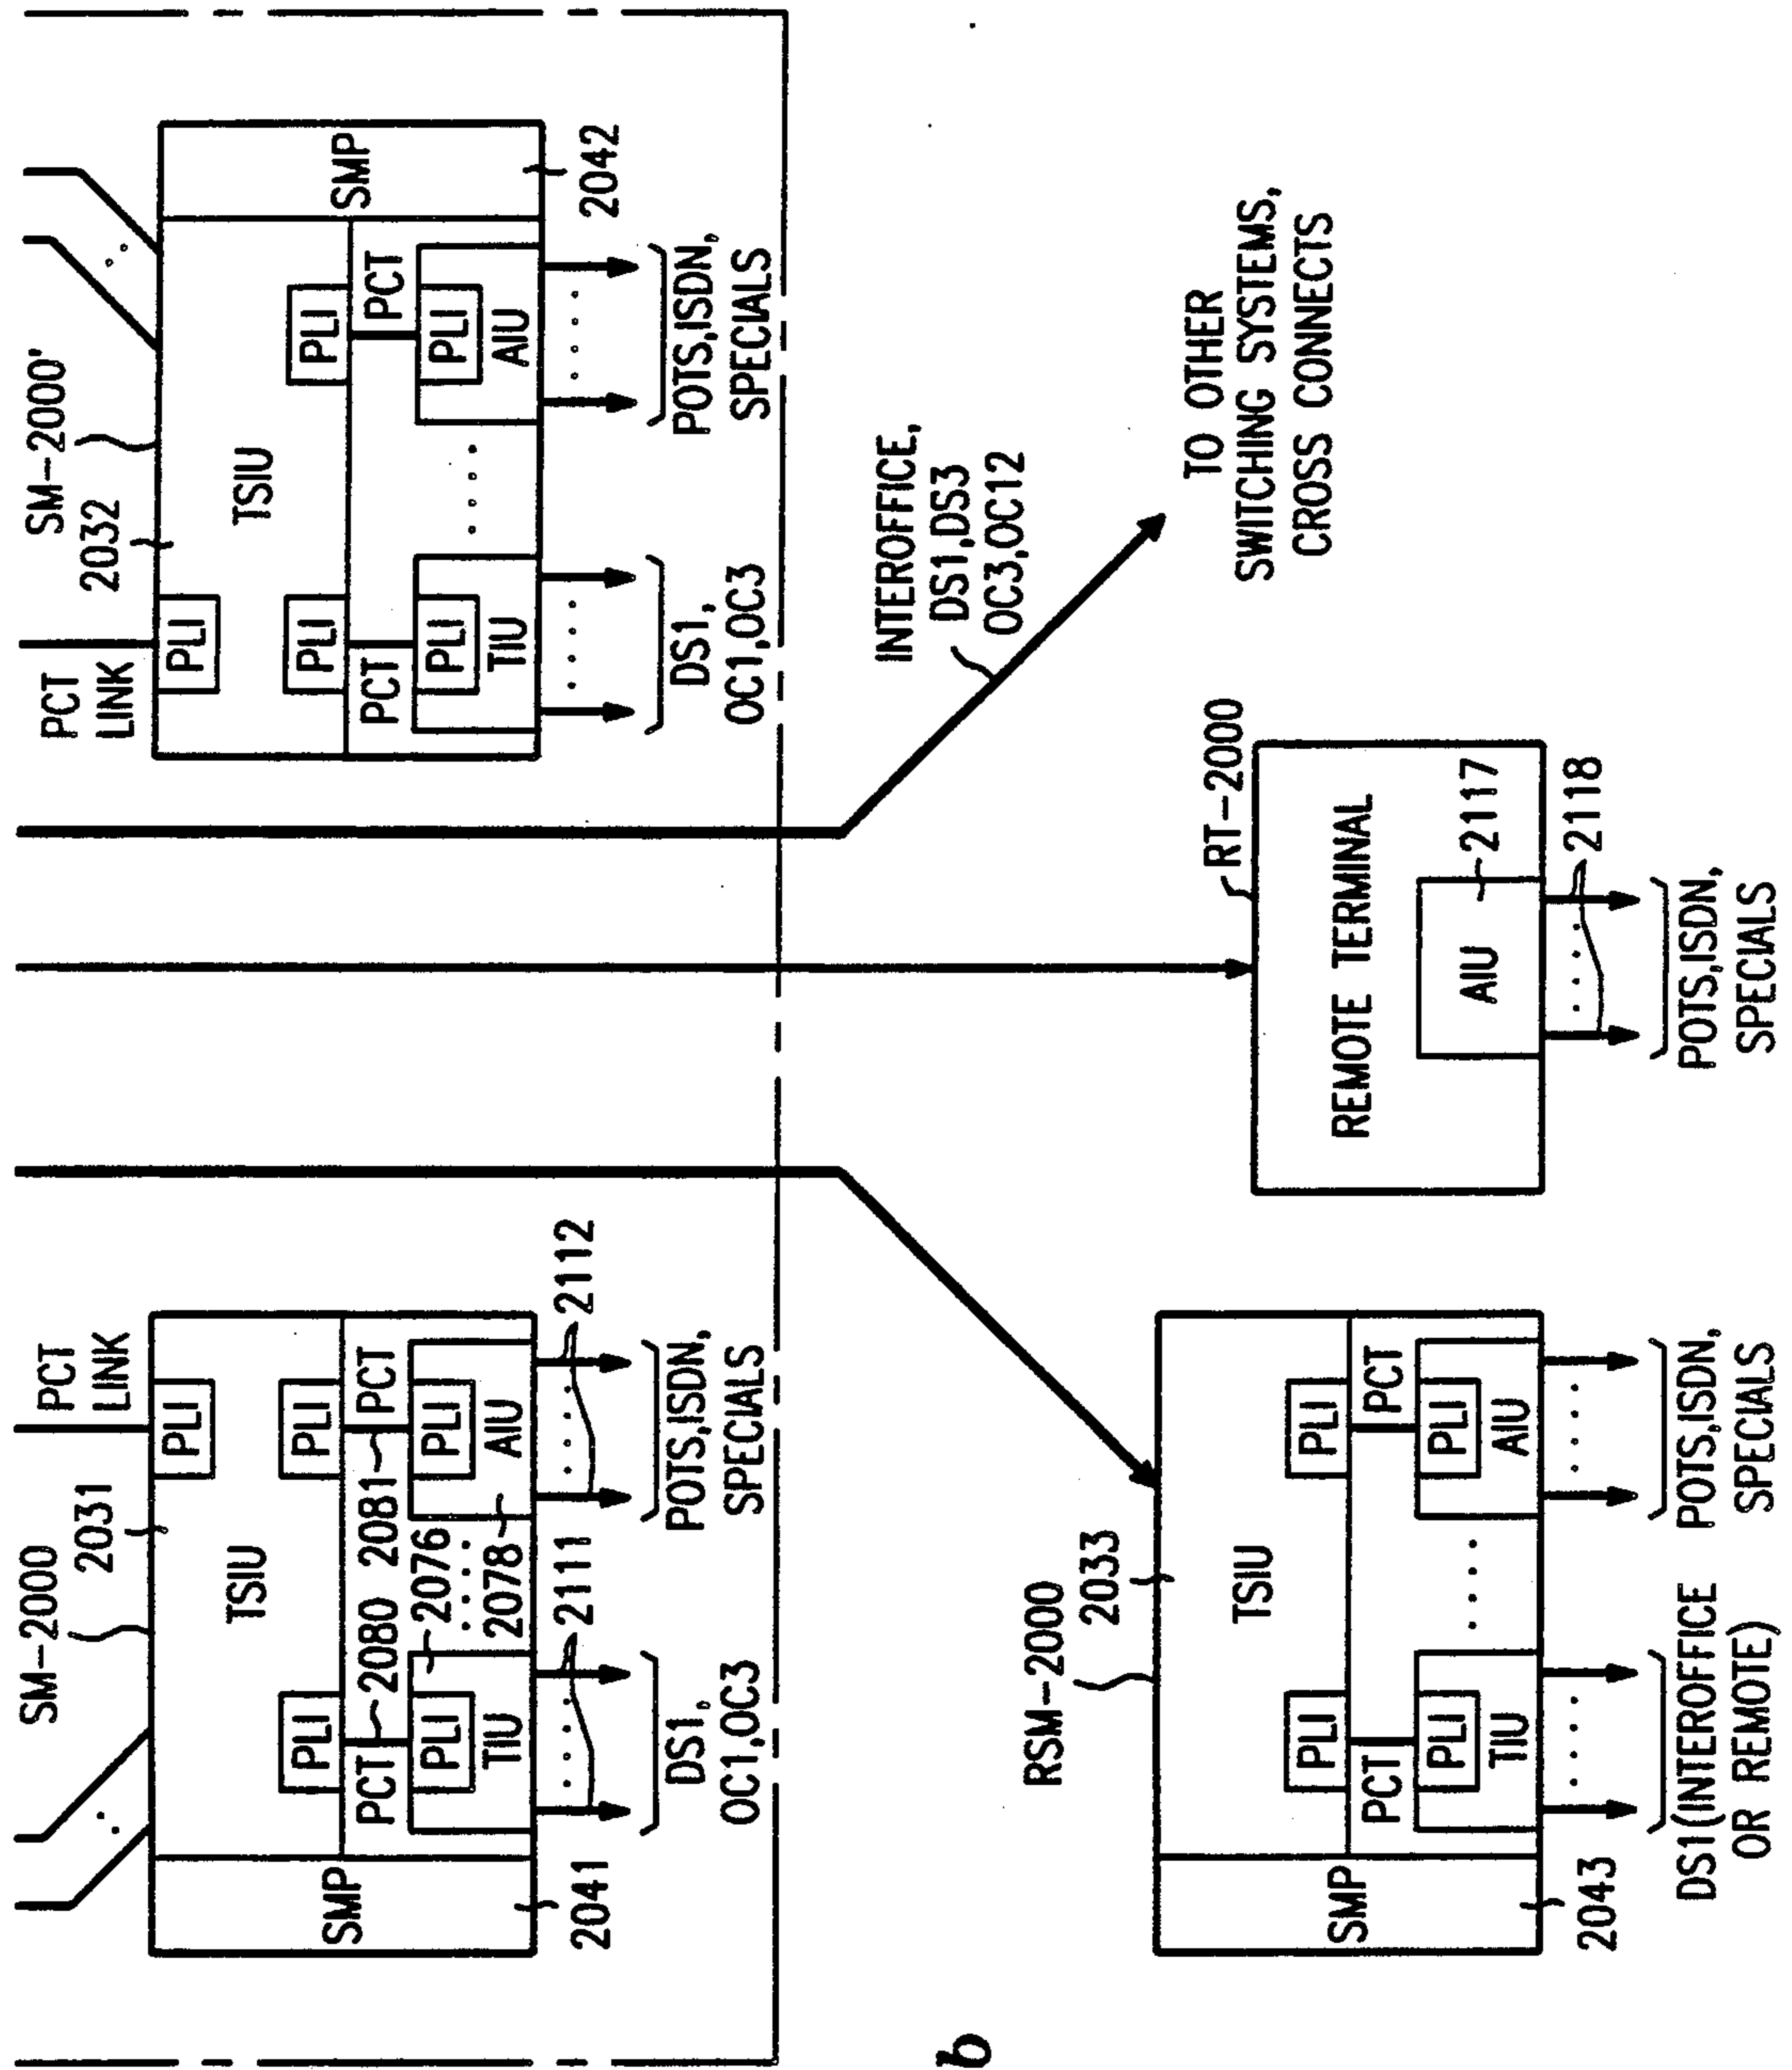 SM-2000
2031
PCT
LINK
PLI
TSIU
PLI
PLI
PCT
2080
2081
PCT
SMP
PLI
TIU
2076
2078
PLI
AIU
2041
2111
2112
DS1,
OC1,OC3
POTS,ISDN,
SPECIALS
PCT
LINK
2032
SM-2000'
PLI
TSIU
PLI
PLI
PCT
PCT
SMP
PLI
TIU
PLI
AIU
2042
DS1,
OC1,OC3
POTS,ISDN,
SPECIALS
INTEROFFICE,
DS1,DS3
OC3,OC12
TO OTHER
SWITCHING SYSTEMS,
CROSS CONNECTS
b
RSM-2000
2033
TSIU
PLI
PLI
PCT
PCT
SMP
PLI
TIU
PLI
AIU
2043
DS1(INTEROFFICE
OR REMOTE)
POTS,ISDN,
SPECIALS
RT-2000
REMOTE TERMINAL
AIU
2117
2118
POTS,ISDN,
SPECIALS